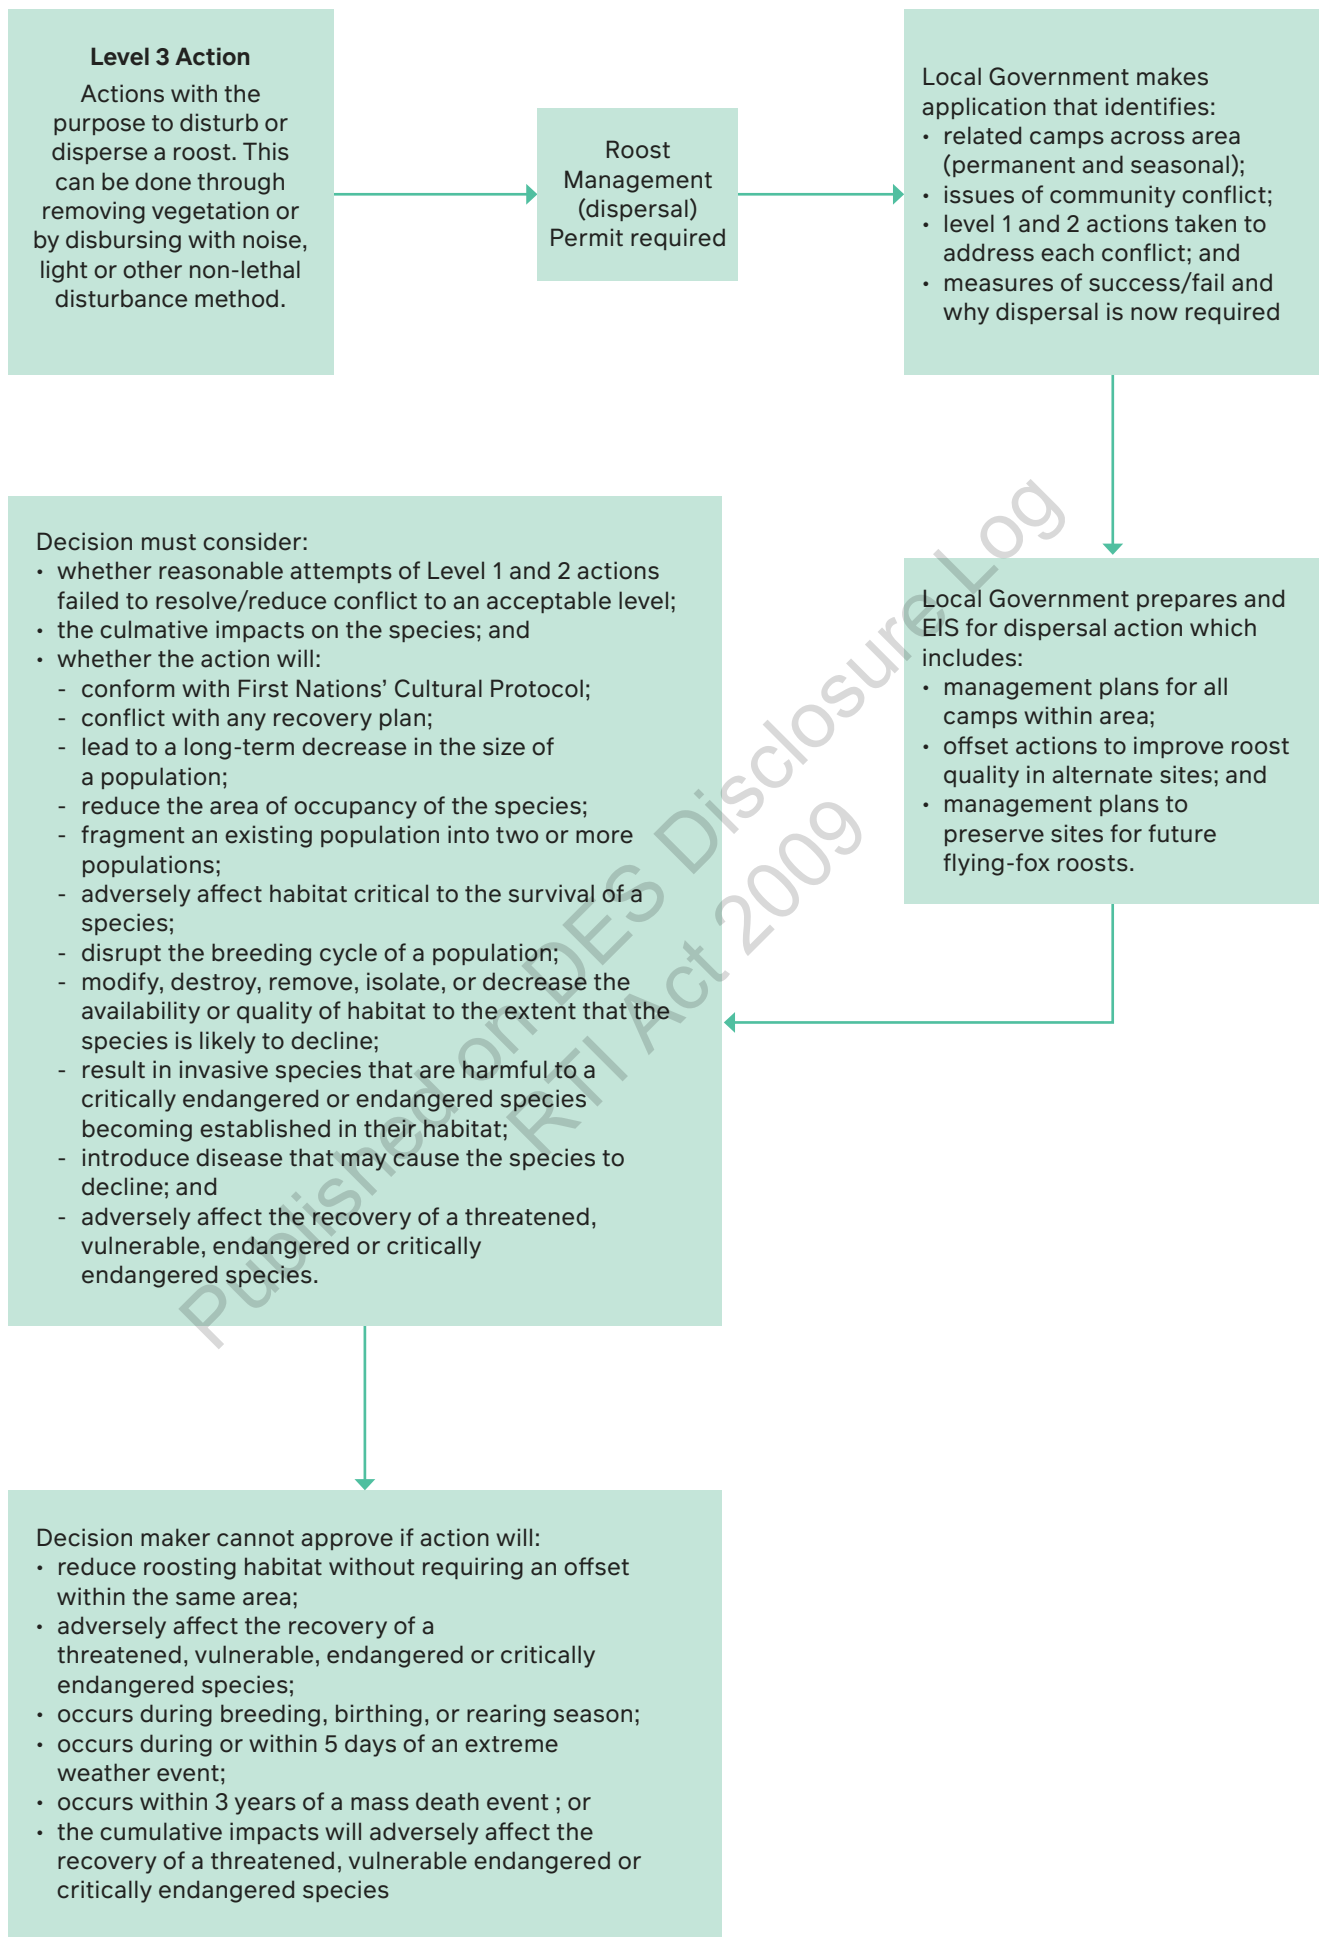 Level 3 Action
Actions with the
purpose to disturb or
disperse a roost. This
can be done through
removing vegetation or
by disbursing with noise,
light or other non-lethal
disturbance method.
Roost
Management
(dispersal)
Permit required
Local Government makes
application that identifies:
• related camps across area
(permanent and seasonal);
• issues of community conflict;
• level 1 and 2 actions taken to
address each conflict; and
• measures of success/fail and
why dispersal is now required
Local Government prepares and
EIS for dispersal action which
includes:
• management plans for all
camps within area;
• offset actions to improve roost
quality in alternate sites; and
• management plans to
preserve sites for future
flying-fox roosts.
Decision must consider:
• whether reasonable attempts of Level 1 and 2 actions
failed to resolve/reduce conflict to an acceptable level;
• the culmative impacts on the species; and
• whether the action will:
- conform with First Nations’ Cultural Protocol;
- conflict with any recovery plan;
- lead to a long-term decrease in the size of
a population;
- reduce the area of occupancy of the species;
- fragment an existing population into two or more
populations;
- adversely affect habitat critical to the survival of a
species;
- disrupt the breeding cycle of a population;
- modify, destroy, remove, isolate, or decrease the
availability or quality of habitat to the extent that the
species is likely to decline;
- result in invasive species that are harmful to a
critically endangered or endangered species
becoming established in their habitat;
- introduce disease that may cause the species to
decline; and
- adversely affect the recovery of a threatened,
vulnerable, endangered or critically
endangered species.
Decision maker cannot approve if action will:
• reduce roosting habitat without requiring an offset
within the same area;
• adversely affect the recovery of a
threatened, vulnerable, endangered or critically
endangered species;
• occurs during breeding, birthing, or rearing season;
• occurs during or within 5 days of an extreme
weather event;
• occurs within 3 years of a mass death event ; or
• the cumulative impacts will adversely affect the
recovery of a threatened, vulnerable endangered or
critically endangered species
Published on DES Disclosure Log
RTI Act 2009